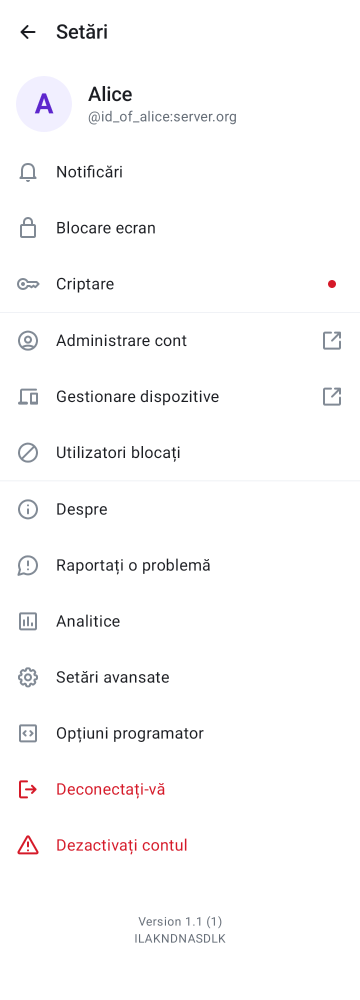 Setări
A
Alice
@id_of_alice:server.org
Notificări
Blocare ecran
Criptare
Administrare cont
Gestionare dispozitive
Utilizatori blocați
Despre
Raportați o problemă
Analitice
Setări avansate
Opțiuni programator
Deconectați-vă
Dezactivați contul
Version 1.1 (1)
ILAKNDNASDLK